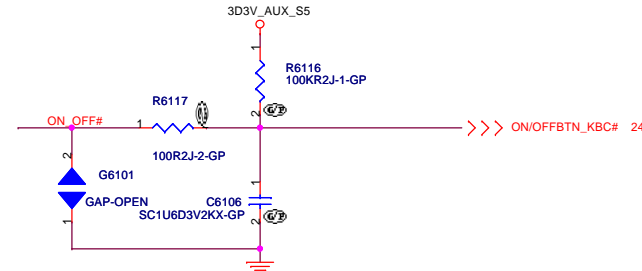 3D3V_AUX_S5
1
R6116
100KR2J-1-GP
2 G/P
R6117
ON_OFF#
1
2
100R2J-2-GP
ON/OFFBTN_KBC# 24
2
G6101
GAP-OPEN
1
1
C6106
SC1U6D3V2KX-GP
2 G/P